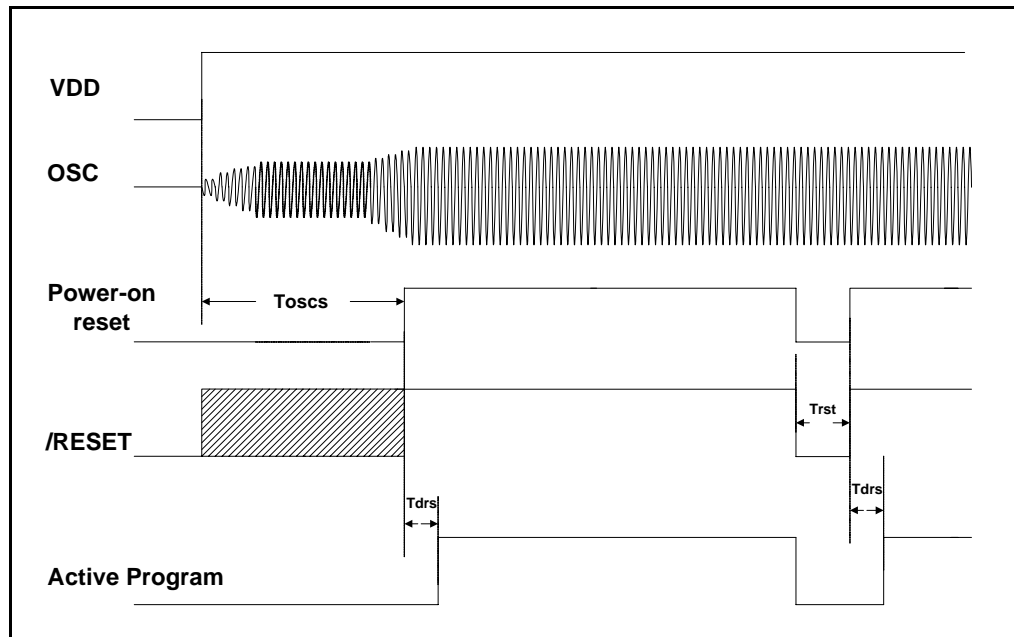 VDD
OSC
Power-on
reset
Toscs
/RESET
Trst
Tdrs
Tdrs
Active Program